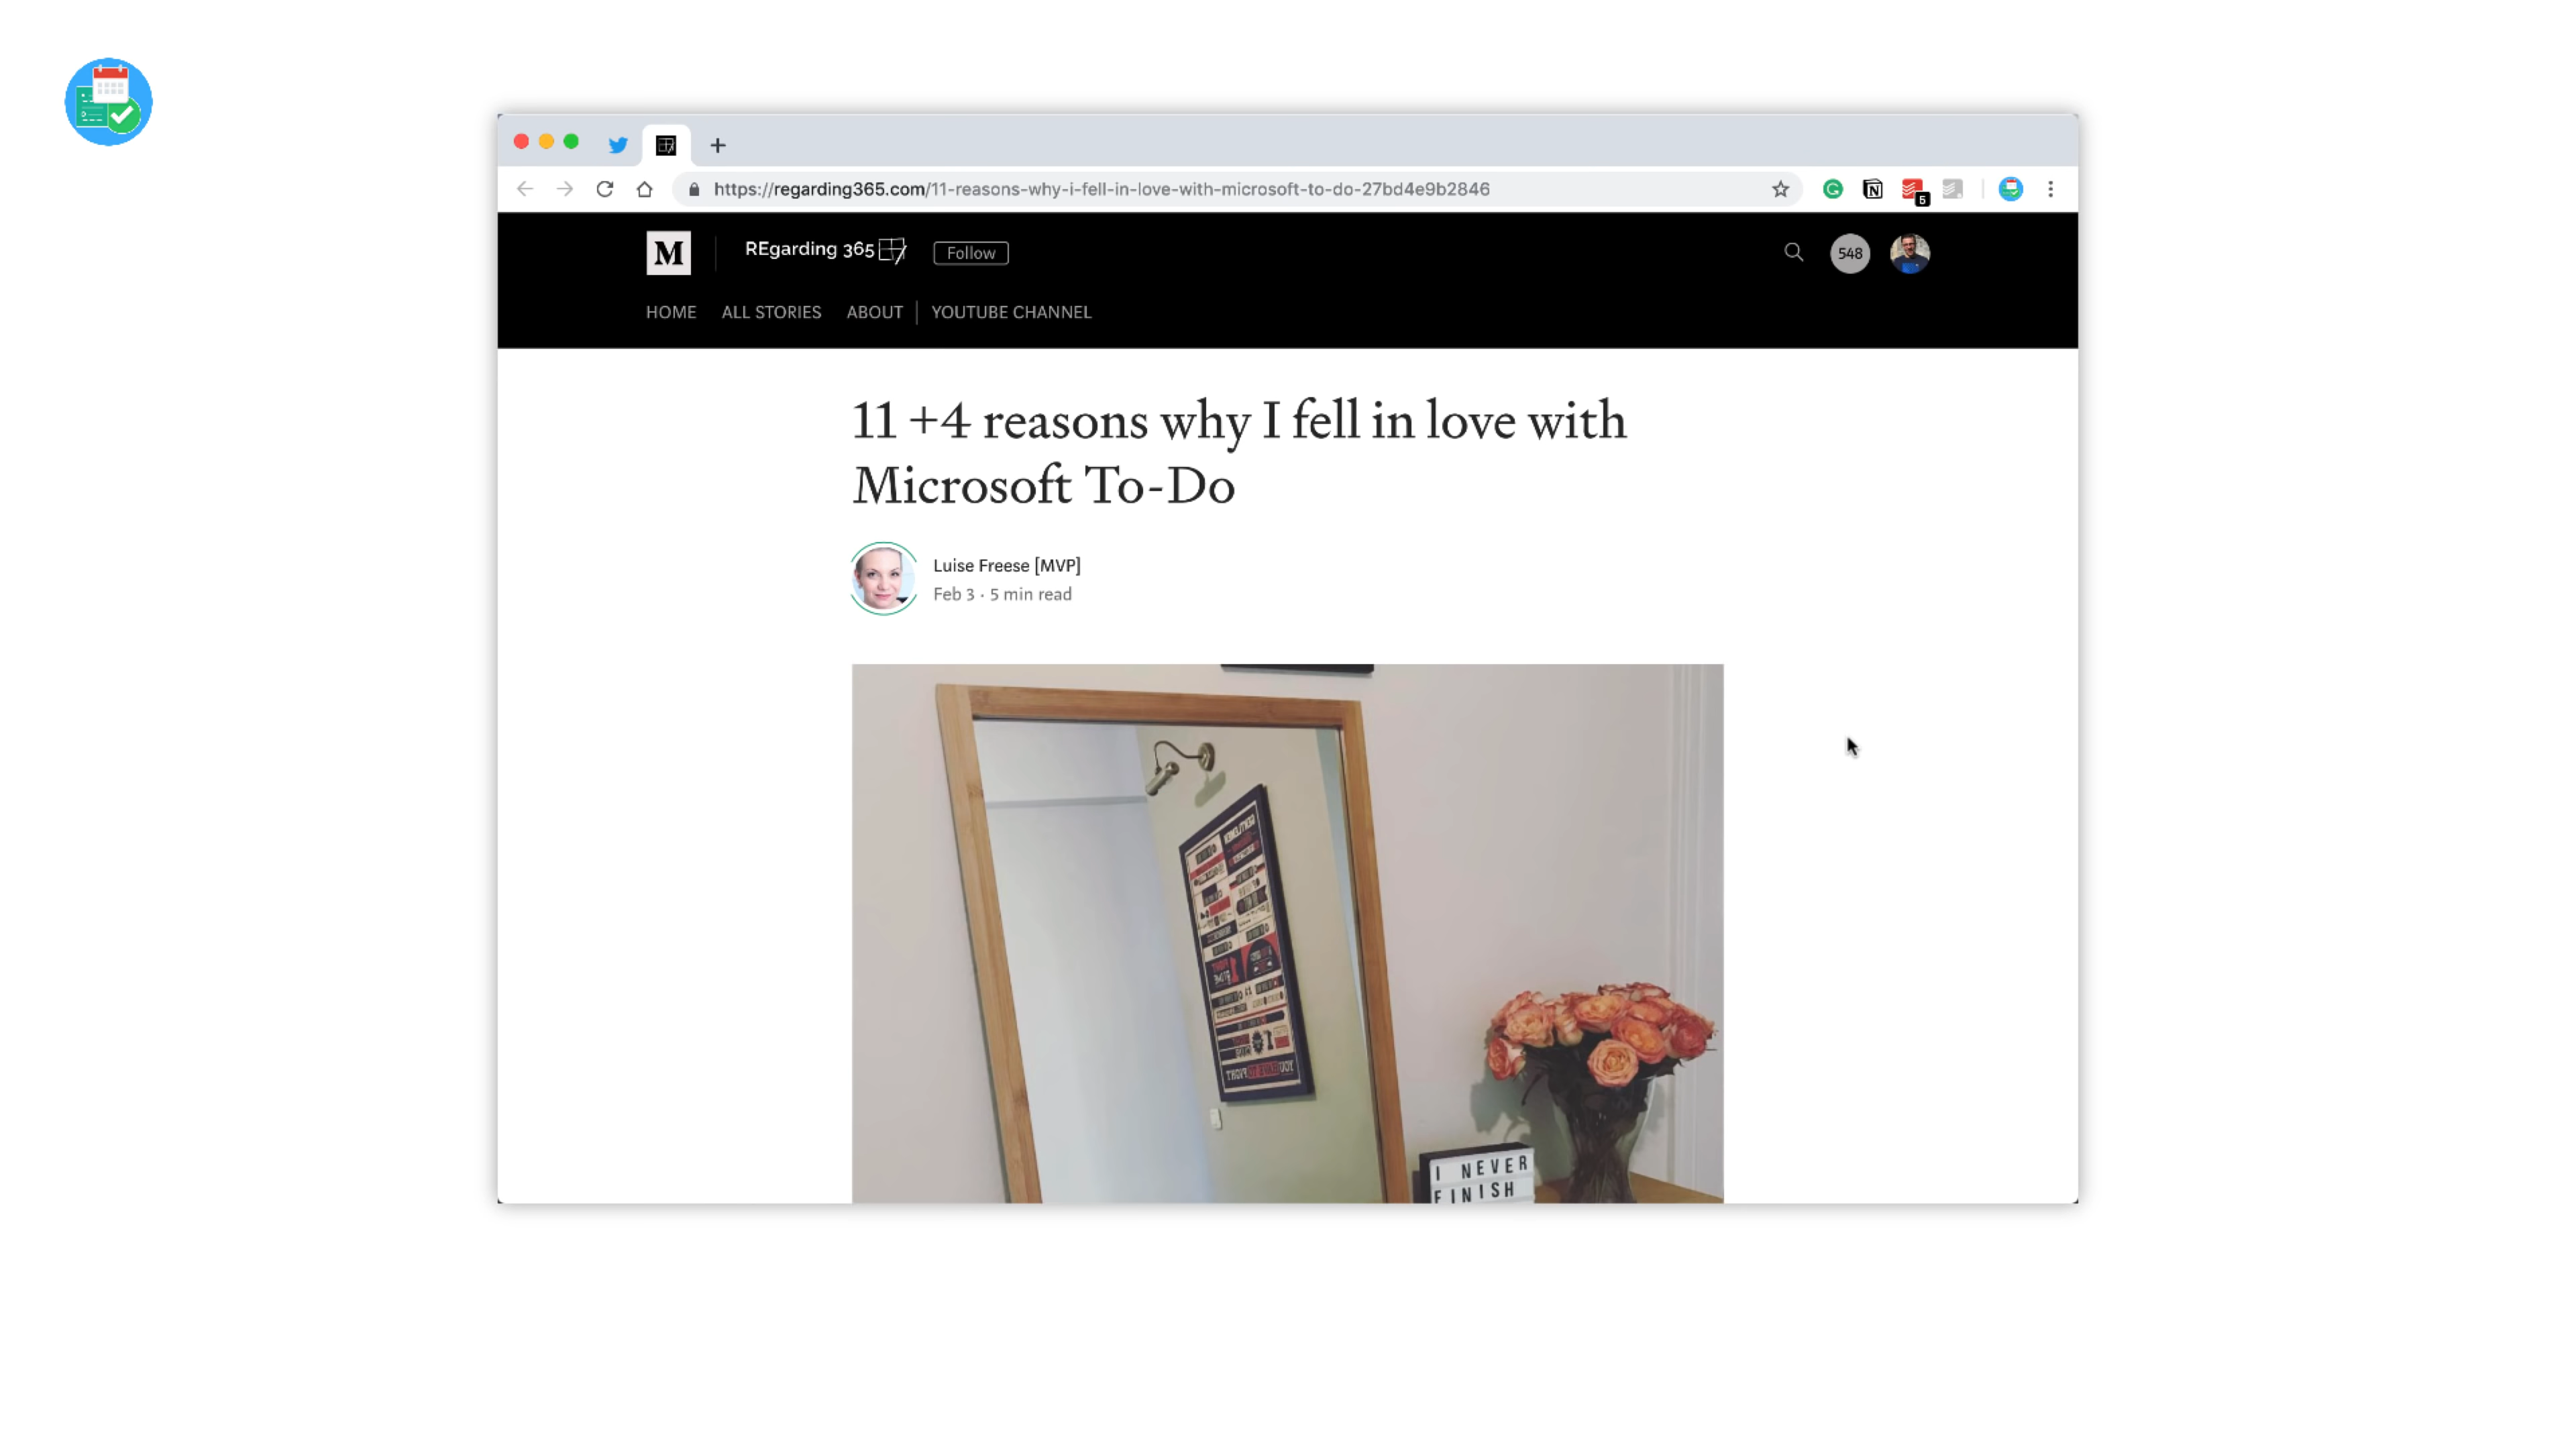 https://regarding365.com/11-reasons-why-i-fell-in-love-with-microsoft-to-do-27bd4e9b2846
5
M
REgarding 365
Follow
548
HOME
ALL STORIES
ABOUT
YOUTUBE CHANNEL
11 +4 reasons why I fell in love with
Microsoft To-Do
Luise Freese [MVP]
Feb 3 · 5 min read
I NEVER
FINISH